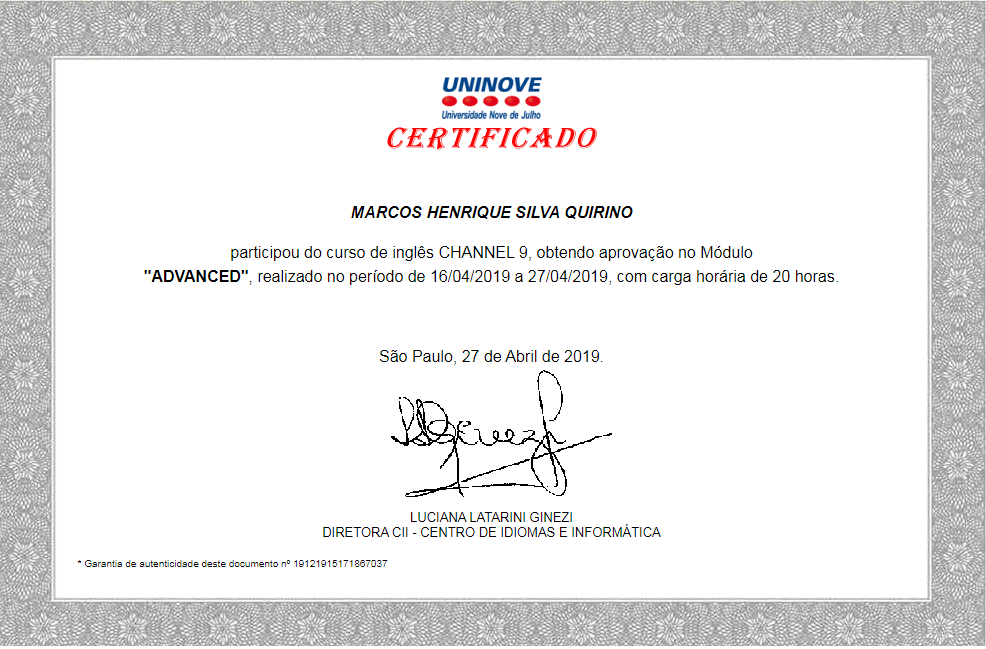 UNINOVE
Universidade Nove de Julho
CERTIFICADO
MARCOS HENRIQUE SILVA QUIRINO
participou do curso de inglês CHANNEL 9, obtendo aprovação no Módulo
"ADVANCED", realizado no período de 16/04/2019 a 27/04/2019, com carga horária de 20 horas.
São Paulo, 27 de Abril de 2019.
LUCIANA LATARINI GINEZI
DIRETORA CII - CENTRO DE IDIOMAS E INFORMÁTICA
* Garantia de autenticidade deste documento nº 19121915171867037